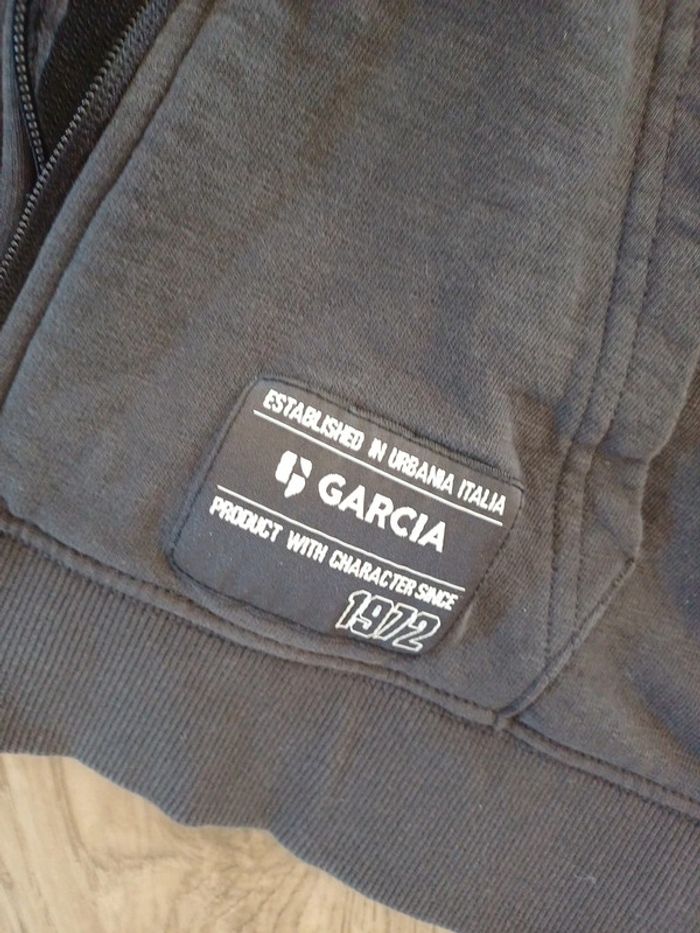 ESTABLISHED IN URBANIA ITALIA
GARCIA
PRODUCT WITH CHARACTER SINCE
1972